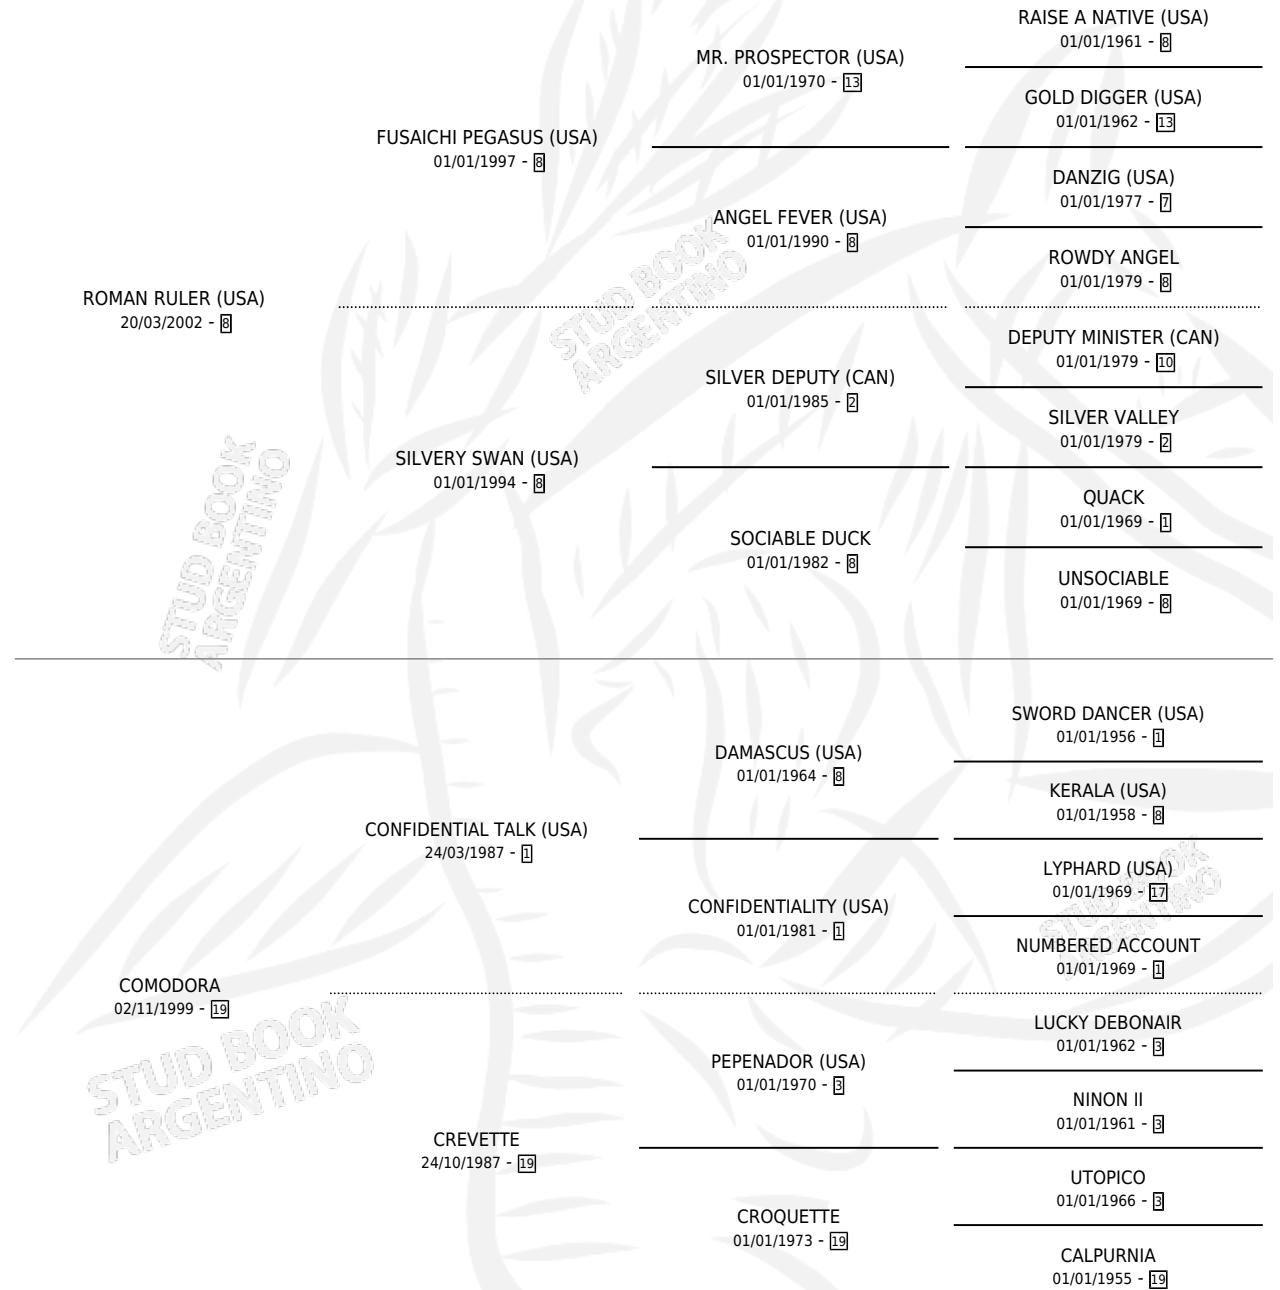 RAISE A NATIVE (USA)
01/01/1961 - 8
MR. PROSPECTOR (USA)
01/01/1970 - 13
GOLD DIGGER (USA)
01/01/1962 - 13
FUSAICHI PEGASUS (USA)
01/01/1997 - 8
DANZIG (USA)
01/01/1977 - 7
ANGEL FEVER (USA)
01/01/1990 - 8
ROWDY ANGEL
01/01/1979 - 8
ROMAN RULER (USA)
20/03/2002 - 8
STUD BOOK
ARGENTINO
DEPUTY MINISTER (CAN)
01/01/1979 - 10
SILVER DEPUTY (CAN)
01/01/1985 - 2
SILVER VALLEY
01/01/1979 - 2
SILVERY SWAN (USA)
01/01/1994 - 8
QUACK
01/01/1969 - 1
SOCIABLE DUCK
01/01/1982 - 8
UNSOCIABLE
01/01/1969 - 8
STUD BOOK
ARGENTINO
SWORD DANCER (USA)
01/01/1956 - 1
DAMASCUS (USA)
01/01/1964 - 8
KERALA (USA)
01/01/1958 - 8
CONFIDENTIAL TALK (USA)
24/03/1987 - 1
LYPHARD (USA)
01/01/1969 - 17
CONFIDENTIALITY (USA)
01/01/1981 - 1
STUD BOOK
ARGENTINO
NUMBERED ACCOUNT
01/01/1969 - 1
COMODORA
02/11/1999 - 19
LUCKY DEBONAIR
01/01/1962 - 3
STUD BOOK
ARGENTINO
PEPENADOR (USA)
01/01/1970 - 3
NINON II
01/01/1961 - 3
CREVETTE
24/10/1987 - 19
UTOPICO
01/01/1966 - 3
CROQUETTE
01/01/1973 - 19
CALPURNIA
01/01/1955 - 19